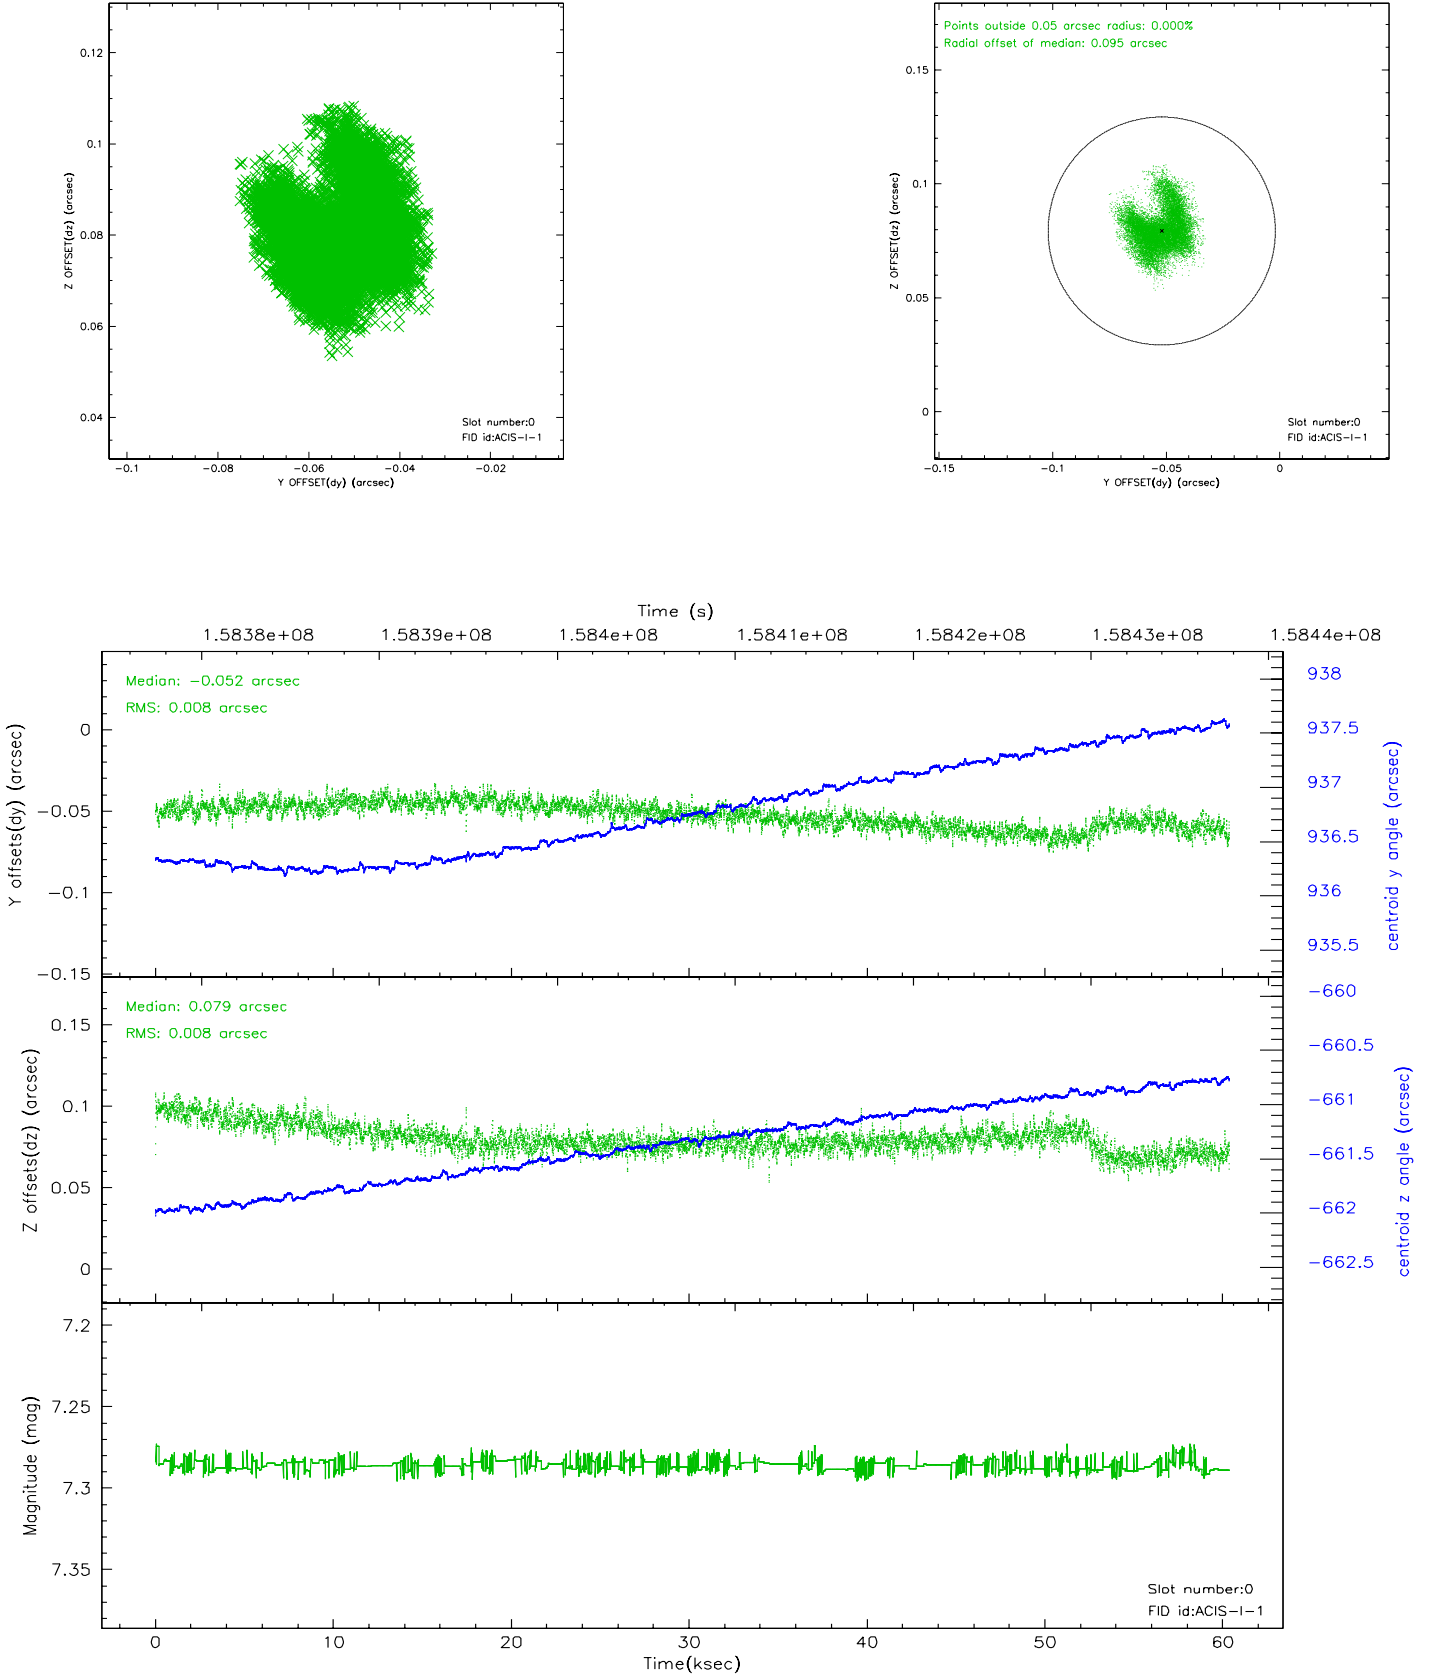 0.12
0.1
0.08
0.06
0.04
Z OFFSET(dz) (arcsec)
Slot number:0
FID id:ACIS-I-1
-0.1 -0.08 -0.06 -0.04 -0.02
Y OFFSET(dy) (arcsec)
Points outside 0.05 arcsec radius: 0.000%
Radial offset of median: 0.095 arcsec
0.15
0.1
0.05
0
Z OFFSET(dz) (arcsec)
Slot number:0
FID id:ACIS-I-1
-0.15 -0.1 -0.05 0
Y OFFSET(dy) (arcsec)
Time (s)
1.5838e+08 1.5839e+08 1.584e+08 1.5841e+08 1.5842e+08 1.5843e+08 1.5844e+08
Median: -0.052 arcsec
RMS: 0.008 arcsec
0
-0.05
-0.1
-0.15
Y offsets(dy) (arcsec)
938
937.5
937
936.5
936
935.5
centroid y angle (arcsec)
Median: 0.079 arcsec
RMS: 0.008 arcsec
0.15
0.1
0.05
0
Z offsets(dz) (arcsec)
-660
-660.5
-661
-661.5
-662
-662.5
centroid z angle (arcsec)
7.2
7.25
7.3
7.35
Magnitude (mag)
Slot number:0
FID id:ACIS-I-1
0 10 20 30 40 50 60
Time(ksec)